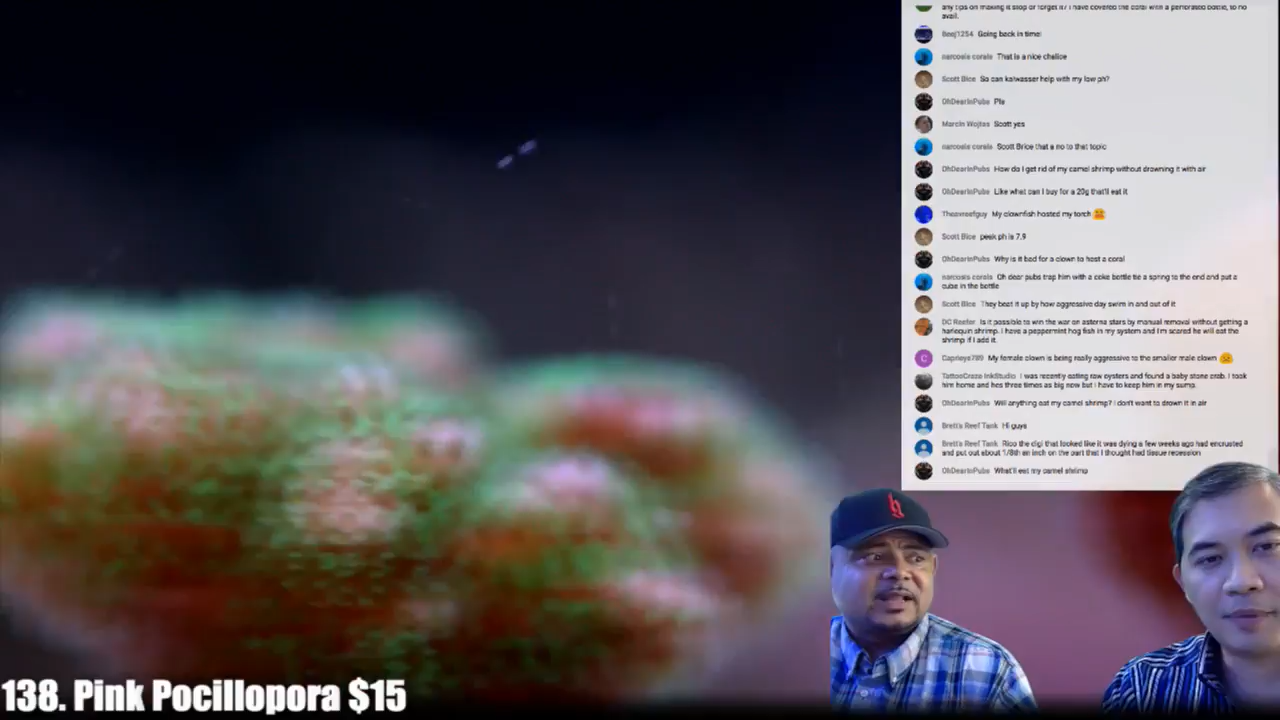 any tips on making it stop or forget it? I have covered the coral with a perforated bottle, to no
avail.
Beej1254 Going back in time!
narcosis corals That is a nice chalice
Scott Bice So can kalwasser help with my low ph?
OhDearInPubs Pls
Marcin Wojtas Scott yes
narcosis corals Scott Brice that a no to that topic
OhDearInPubs How do I get rid of my camel shrimp without drowning it with air
OhDearInPubs Like what can I buy for a 20g that'll eat it
Theonreefguy My clownfish hosted my torch
Scott Bice peek ph is 7.9
OhDearInPubs Why is it bad for a clown to host a coral
narcosis corals Oh dear pubs trap him with a coke bottle tie a spring to the end and put a
cube in the bottle
Scott Bice They beat it up by how aggressive day swim in and out of it
DC Reefer Is it possible to win the war on asterna stars by manual removal without getting a
harlequin shrimp. I have a peppermint hog fish in my system and I'm scared he will eat the
shrimp if I add it.
C
Caprieye789 My female clown is being really aggressive to the smaller male clown
TattooCraze InkStudio I was recently eating raw oysters and found a baby stone crab. I took
him home and hes three times as big now but i have to keep him in my sump.
OhDearInPubs Will anything eat my camel shrimp? I don't want to drown it in air
Brett's Reef Tank Hi guys
Brett's Reef Tank Rico the digi that looked like it was dying a few weeks ago had encrusted
and put out about 1/8th an inch on the part that I thought had tissue recession
OhDearInPubs What'll eat my camel shrimp
138. Pink Pocillopora $15